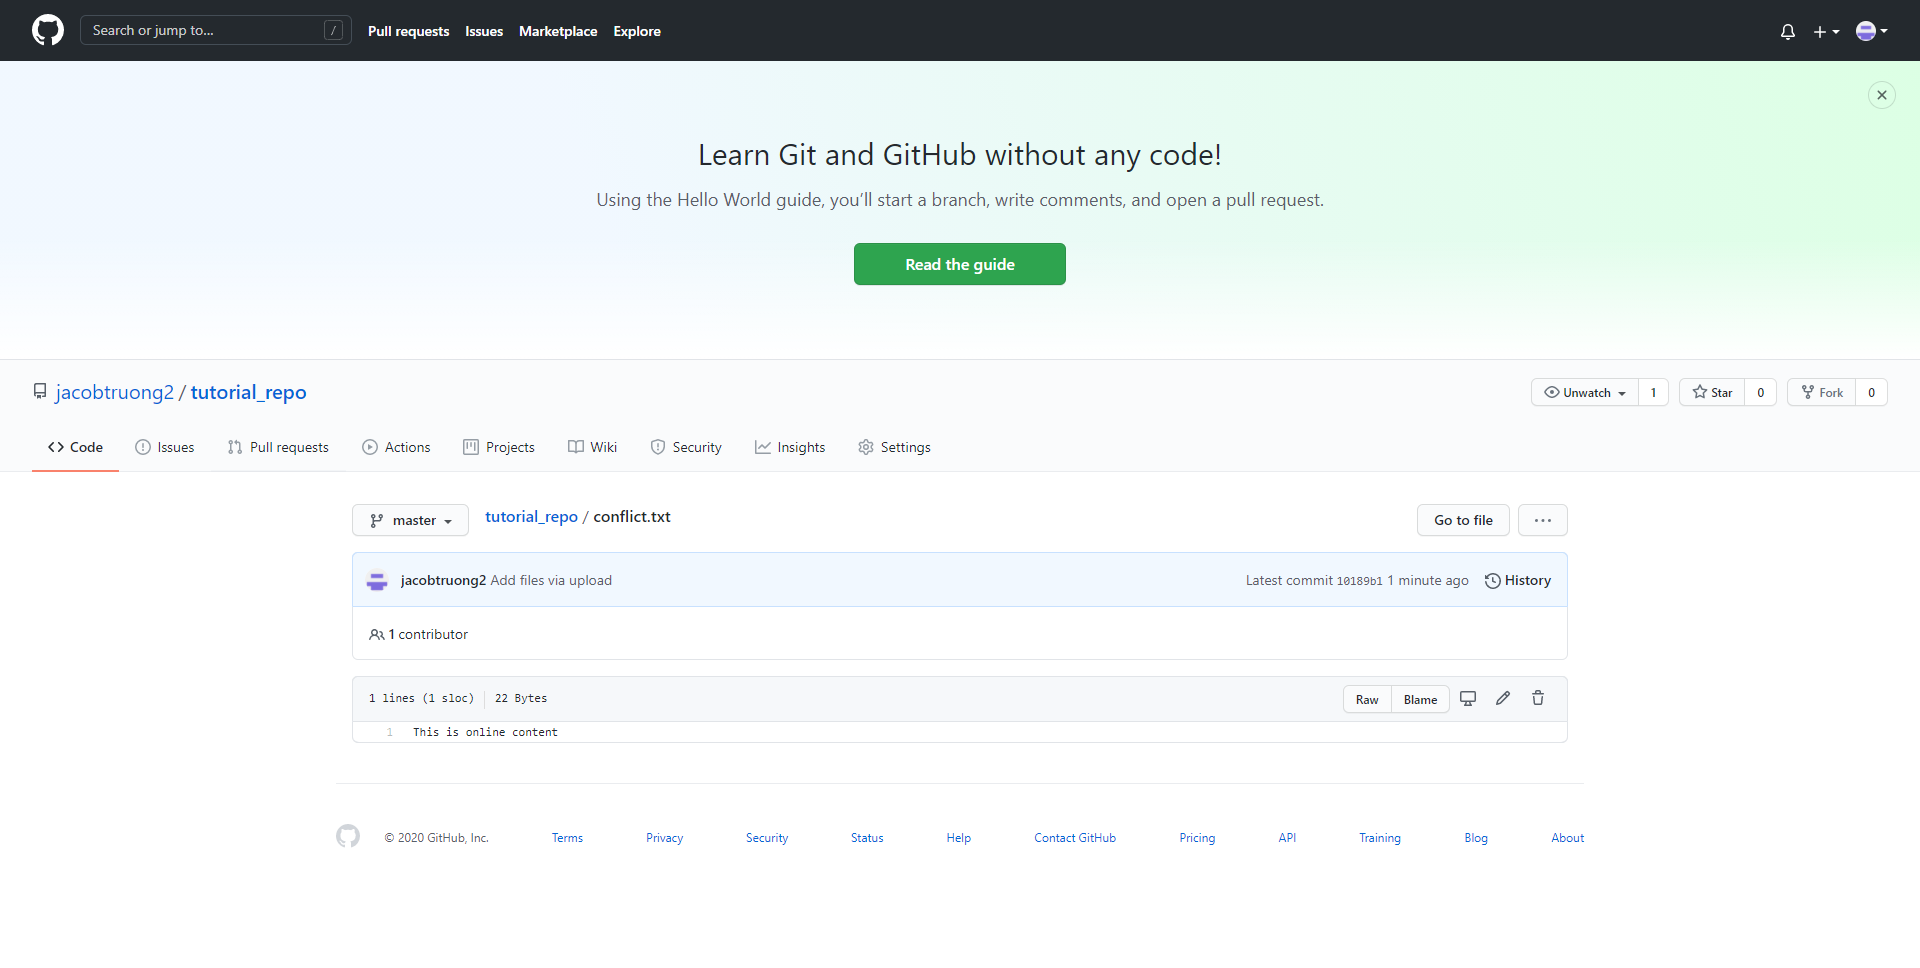 Search or jump to... / Pull requests Issues Marketplace Explore
Learn Git and GitHub without any code!
Using the Hello World guide, you’ll start a branch, write comments, and open a pull request.
Read the guide
jacobtruong2 / tutorial_repo Unwatch 1 Star 0 Fork 0
Code Issues Pull requests Actions Projects Wiki Security Insights Settings
master tutorial_repo / conflict.txt Go to file ...
jacobtruong2 Add files via upload Latest commit 10189b1 1 minute ago History
1 contributor
1 lines (1 sloc) 22 Bytes Raw Blame
1 This is online content
© 2020 GitHub, Inc. Terms Privacy Security Status Help Contact GitHub Pricing API Training Blog About